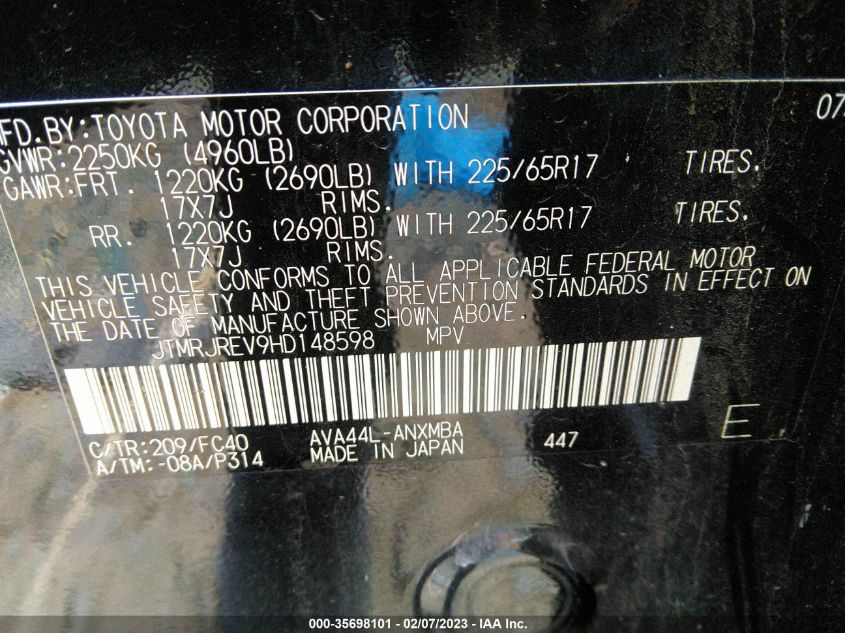 MFD.BY:TOYOTA MOTOR CORPORATION 07
GVWR:2250KG (4960LB)
GAWR:FRT. 1220KG (2690LB) WITH 225/65R17 TIRES.
17X7J RIMS.
RR. 1220KG (2690LB) WITH 225/65R17 TIRES.
17X7J RIMS.
THIS VEHICLE CONFORMS TO ALL APPLICABLE FEDERAL MOTOR
VEHICLE SAFETY AND THEFT PREVENTION STANDARDS IN EFFECT ON
THE DATE OF MANUFACTURE SHOWN ABOVE.
JTMRJREV9HD148598 MPV
C/TR:209/FC40 AVA44L-ANXMBA 447 E
A/TM:-08A/P314 MADE IN JAPAN
000-35698101 - 02/07/2023 - © IAA Inc.